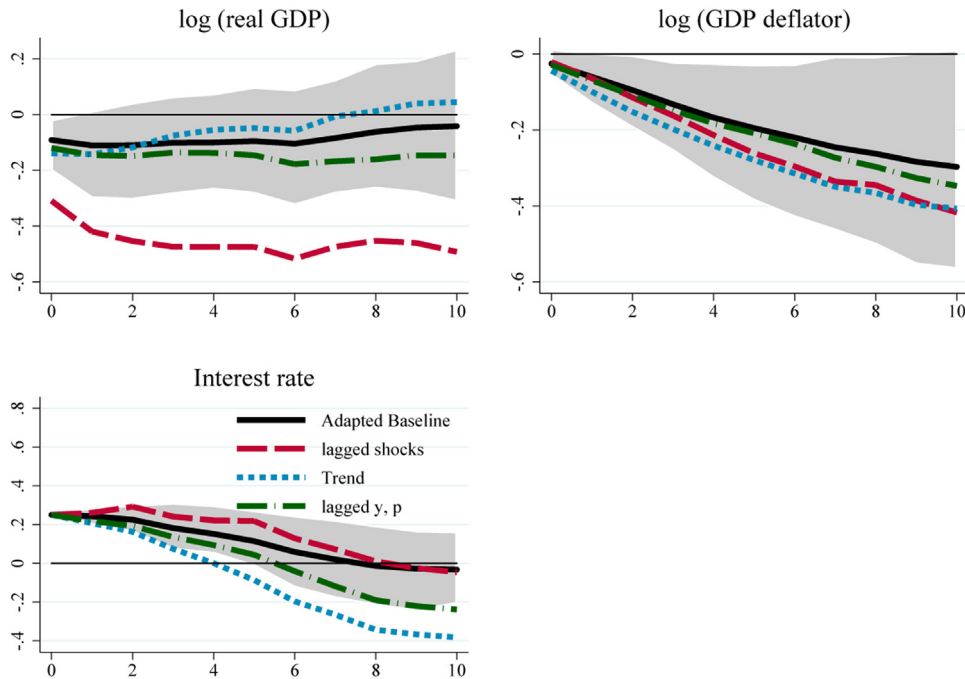 log (real GDP)
.2
0
-.2
-.4
-.6
0 2 4 6 8 10
log (GDP deflator)
0
-.2
-.4
-.6
0 2 4 6 8 10
Interest rate
.8
.6
.4
.2
0
-.2
-.4
0 2 4 6 8 10
Adapted Baseline
lagged shocks
Trend
lagged y, p